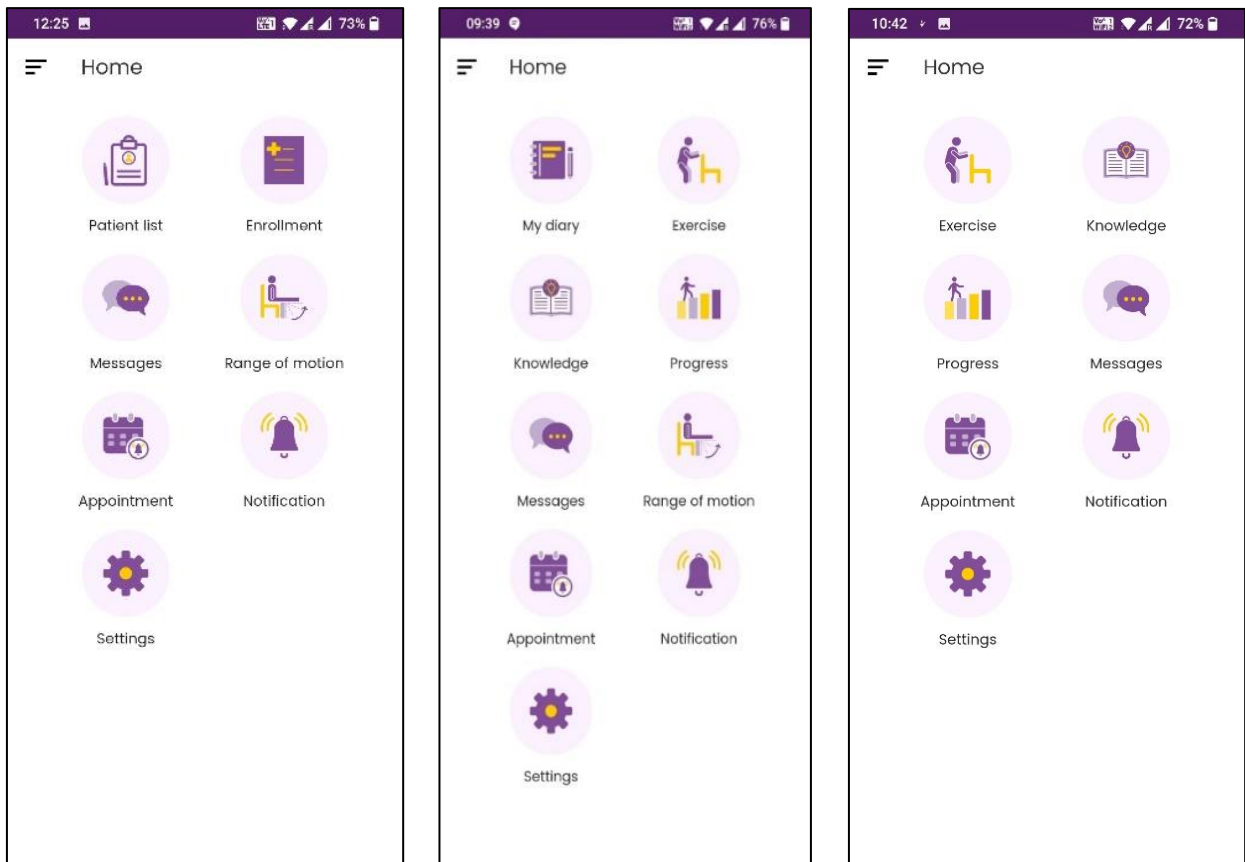 12:25 73%
Home
Patient list Enrollment
Messages Range of motion
Appointment Notification
Settings
09:39 76%
Home
My diary Exercise
Knowledge Progress
Messages Range of motion
Appointment Notification
Settings
10:42 72%
Home
Exercise Knowledge
Progress Messages
Appointment Notification
Settings